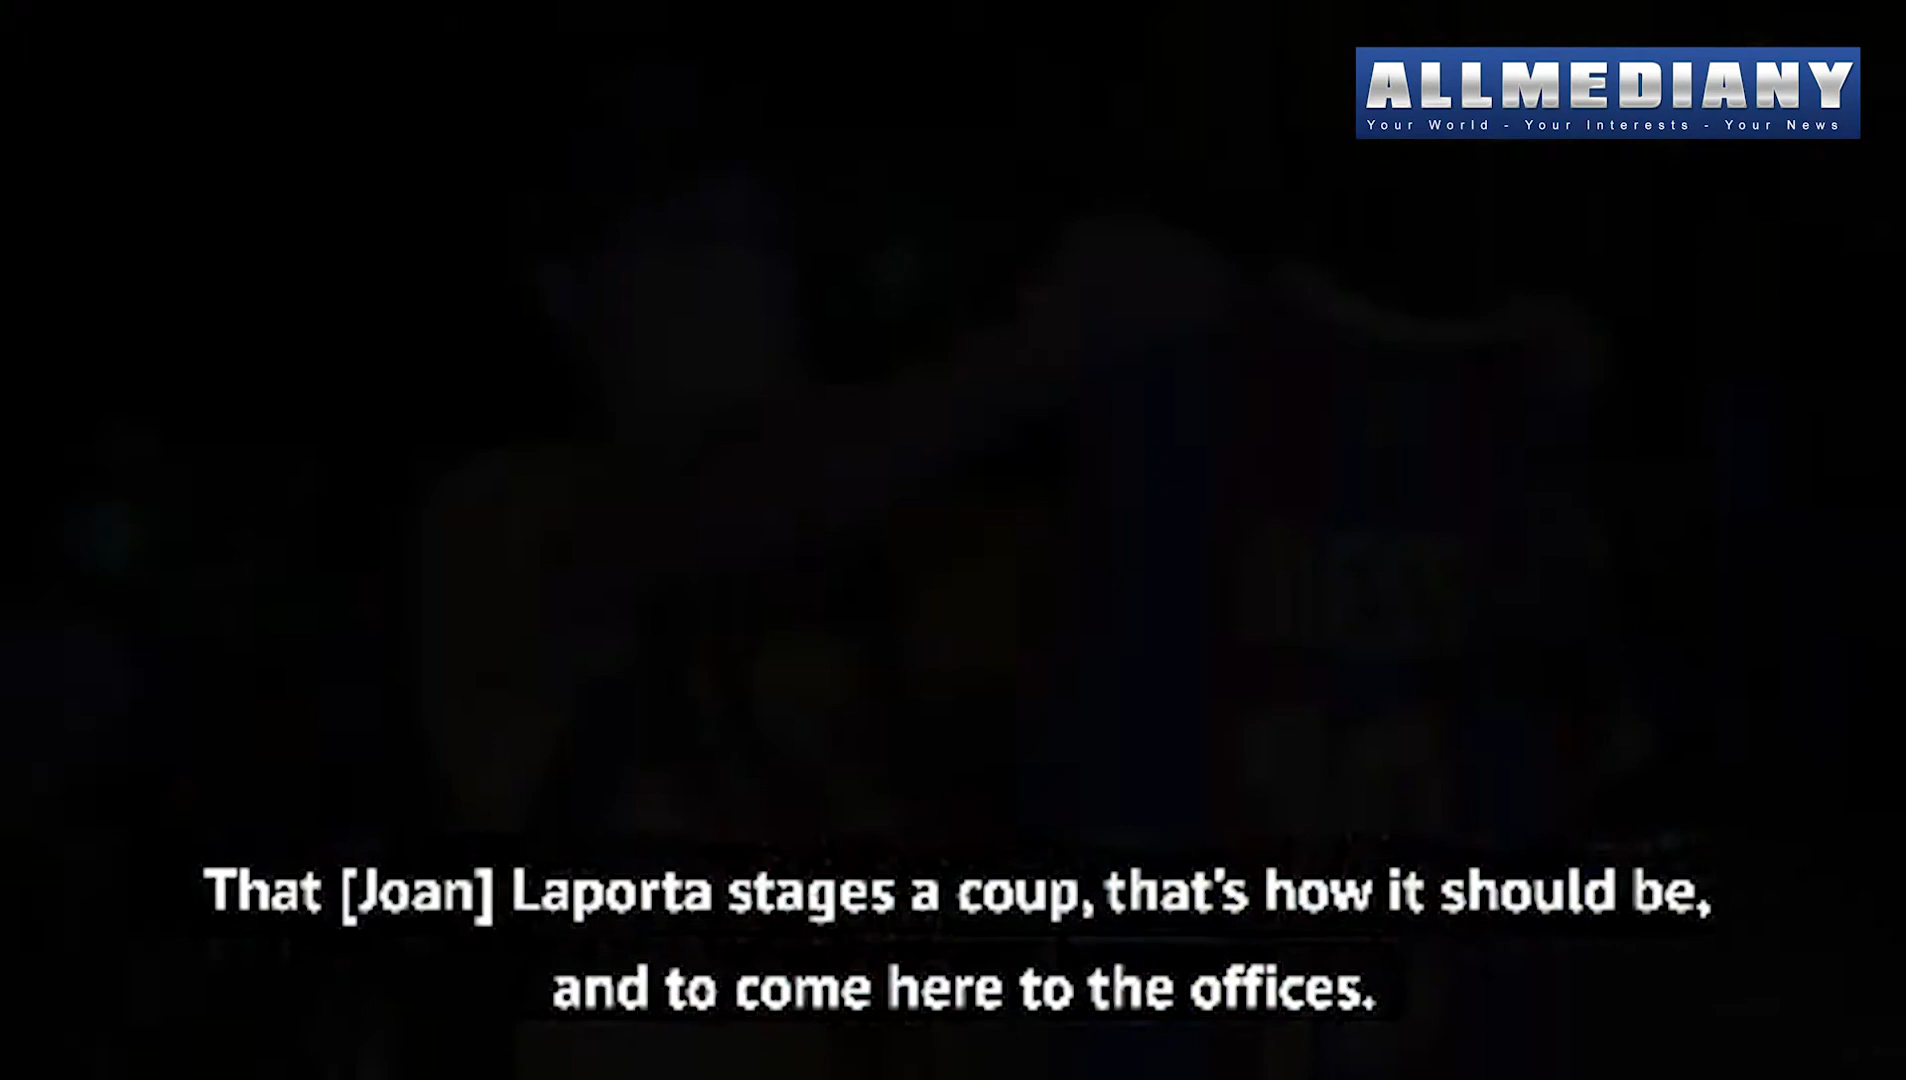 ALLMEDIANY
Your World - Your Interests - Your News
That [Joan] Laporta stages a coup, that's how it should be,
and to come here to the offices.